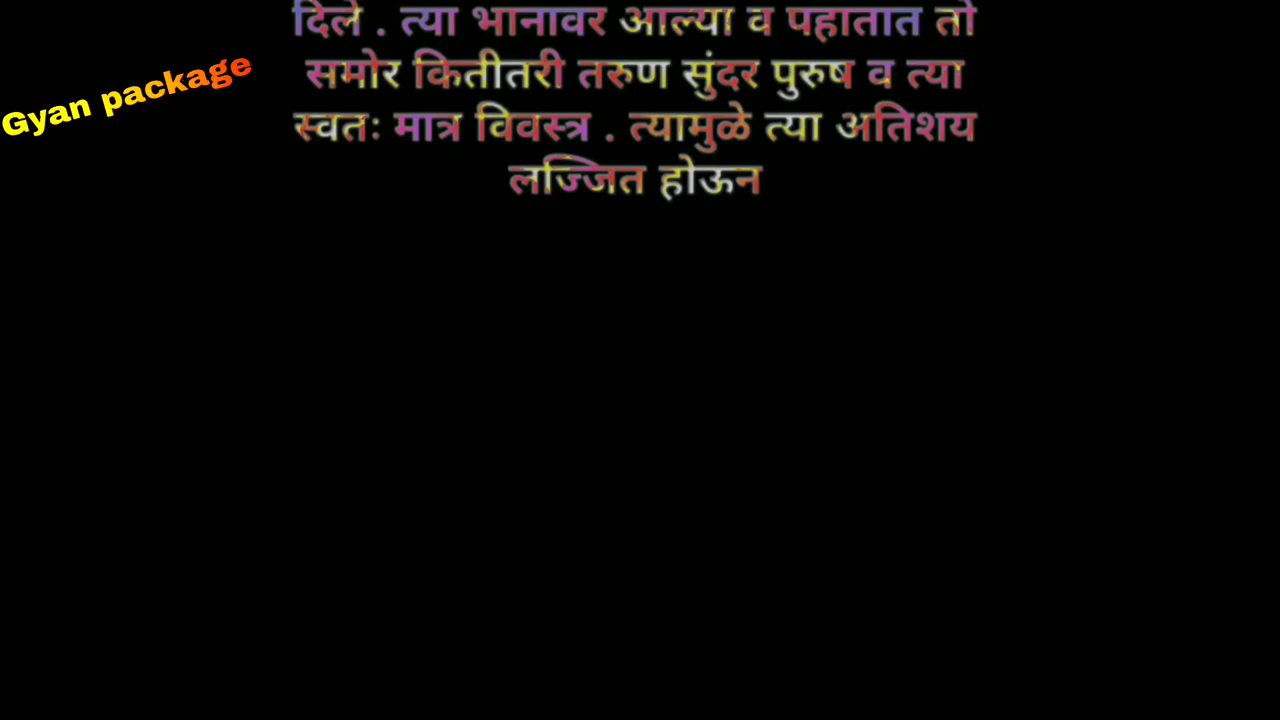 दिले . त्या भानावर आल्या व पहातात तो
Gyan package
समोर कितीतरी तरुण सुंदर पुरुष व त्या
स्वतः मात्र विवस्त्र . त्यामुळे त्या अतिशय
लज्जित होऊन